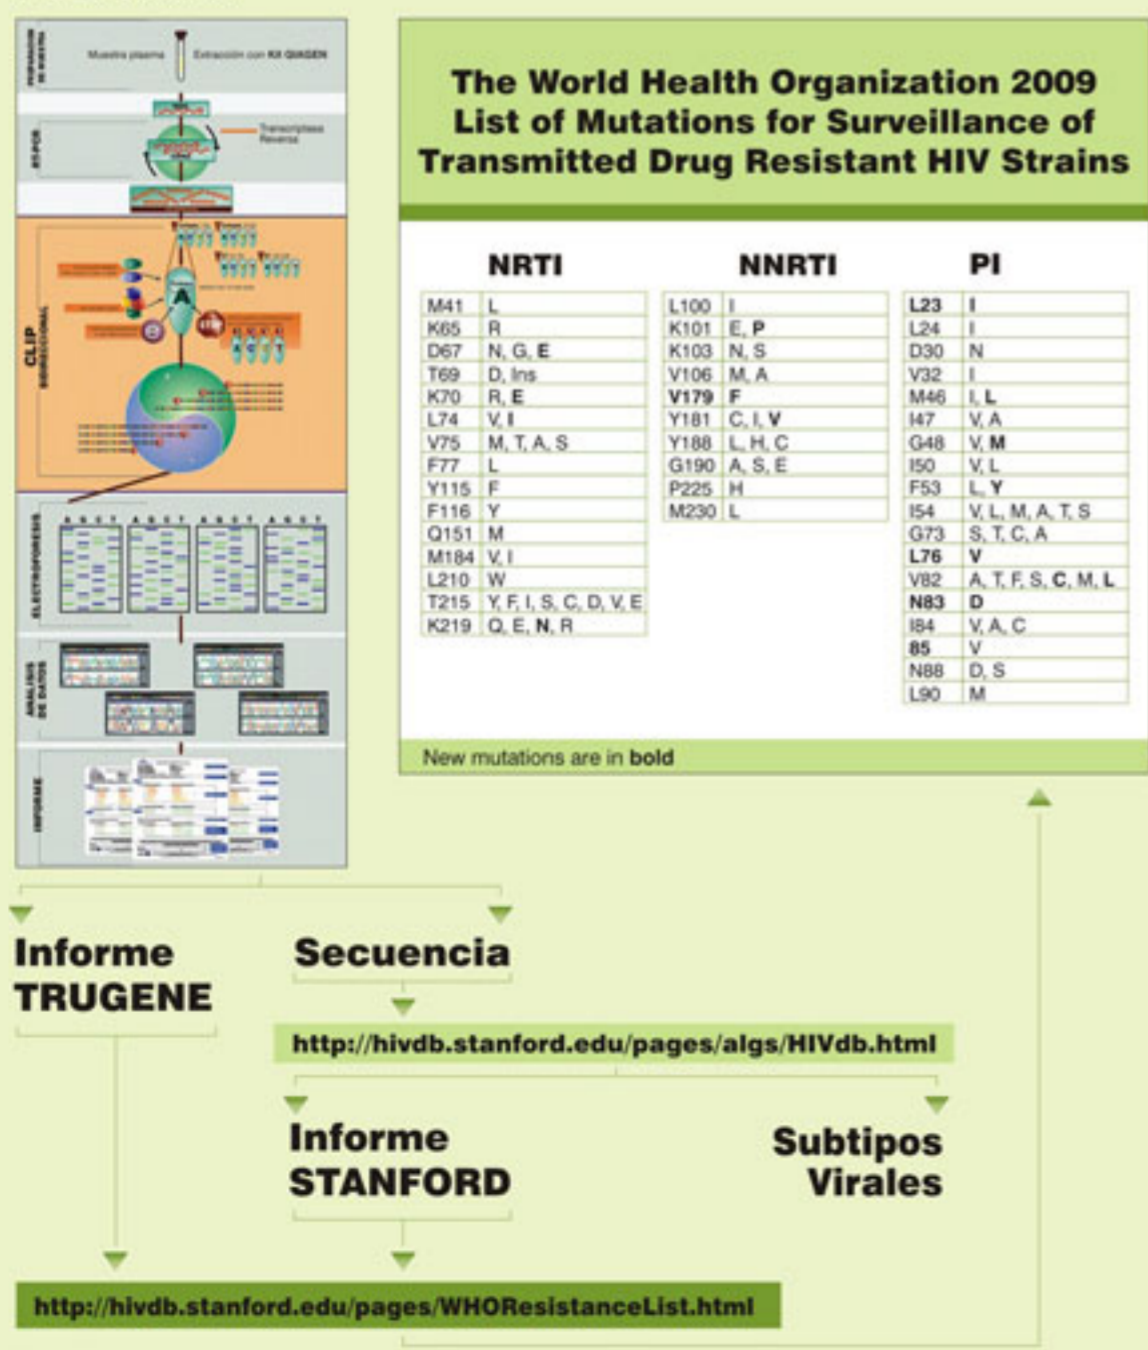 PREPARACIÓN
DE MUESTRA
Muestra plasma
Extracción con Kit QIAGEN
RT-PCR
Transcriptasa
Reversa
CLIP
BIDIRECCIONAL
A
ELECTROFORESIS
A G C T A G C T A G C T A G C T
ANÁLISIS
DE DATOS
INFORME
The World Health Organization 2009
List of Mutations for Surveillance of
Transmitted Drug Resistant HIV Strains
NRTI
M41 L
K65 R
D67 N, G, E
T69 D, Ins
K70 R, E
L74 V, I
V75 M, T, A, S
F77 L
Y115 F
F116 Y
Q151 M
M184 V, I
L210 W
T215 Y, F, I, S, C, D, V, E
K219 Q, E, N, R
NNRTI
L100 I
K101 E, P
K103 N, S
V106 M, A
V179 F
Y181 C, I, V
Y188 L, H, C
G190 A, S, E
P225 H
M230 L
PI
L23 I
L24 I
D30 N
V32 I
M46 I, L
I47 V, A
G48 V, M
I50 V, L
F53 L, Y
I54 V, L, M, A, T, S
G73 S, T, C, A
L76 V
V82 A, T, F, S, C, M, L
N83 D
I84 V, A, C
85 V
N88 D, S
L90 M
New mutations are in bold
Informe
TRUGENE
Secuencia
http://hivdb.stanford.edu/pages/algs/HIVdb.html
Informe
STANFORD
Subtipos
Virales
http://hivdb.stanford.edu/pages/WHOResistanceList.html